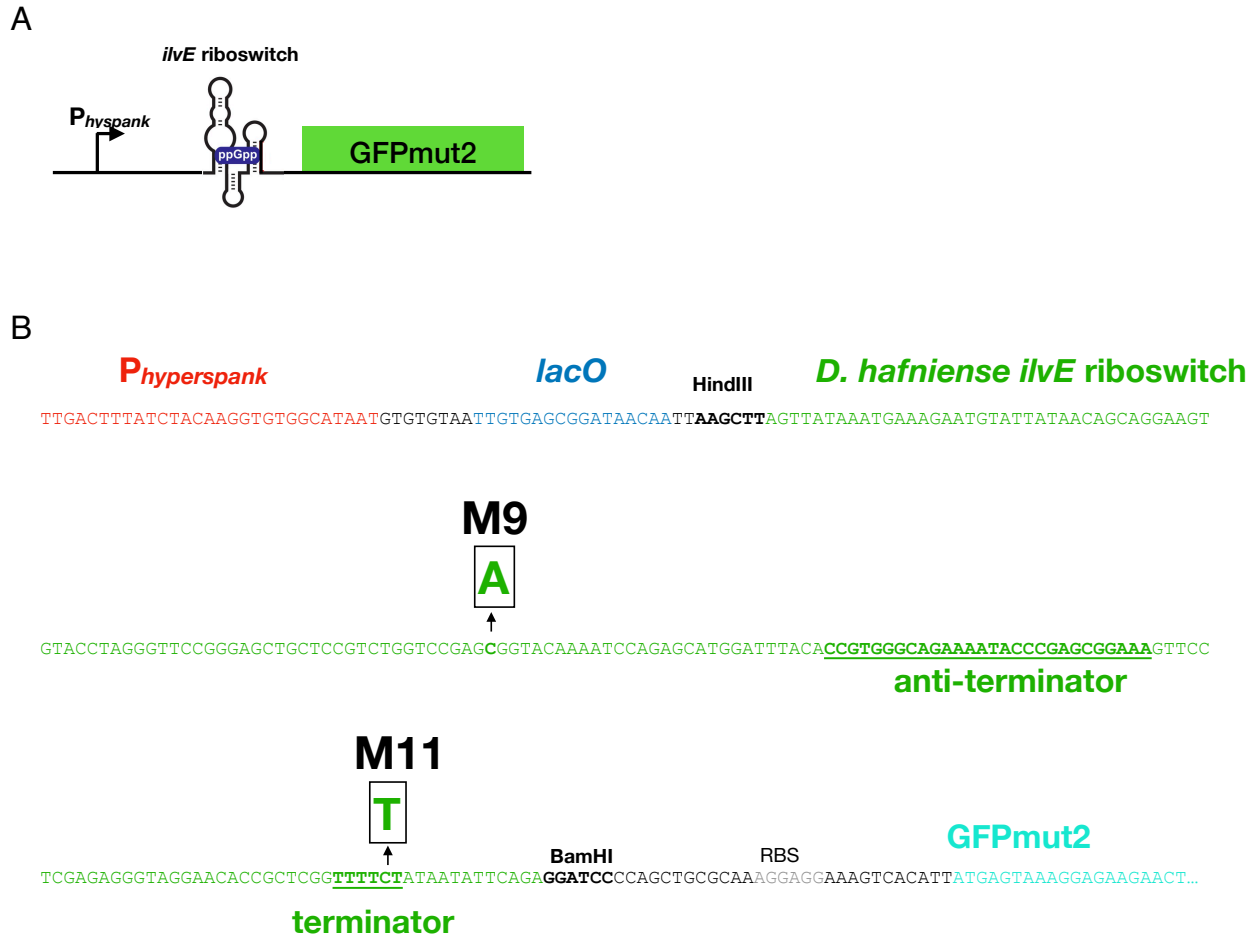 A
ilvE riboswitch
Physpank
ppGpp
GFPmut2
B
Phyperspank
lacO
HindIII
D. hafniense ilvE riboswitch
TTGACTTTATCTACAAGGTGTGGCATAATGTGTGTAATTGTGAGCGGATAACAATTAAGCTTAGTTATAAATGAAAGAATGTATTATAACAGCAGGAAGT
M9
A
GTACCTAGGGTTCCGGGAGCTGCTCCGTCTGGTCCGAGCGGTACAAAATCCAGAGCATGGATTTACACCGTGGGCAGAAAATACCCGAGCGGAAAGTTCC
anti-terminator
M11
T
TCGAGAGGGTAGGAACACCGCTCGGTTTTCTATAATATTCAGAGGATCCCCAGCTGCGCAAAGGAGGAAAGTCACATTATGAGTAAAGGAGAAGAACT...
BamHI
RBS
GFPmut2
terminator